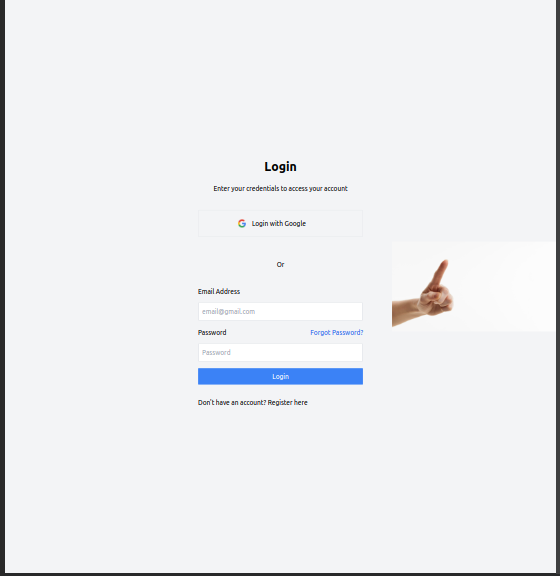 Login
Enter your credentials to access your account
Login with Google
Or
Email Address
email@gmail.com
Password Forgot Password?
Password
Login
Don't have an account? Register here